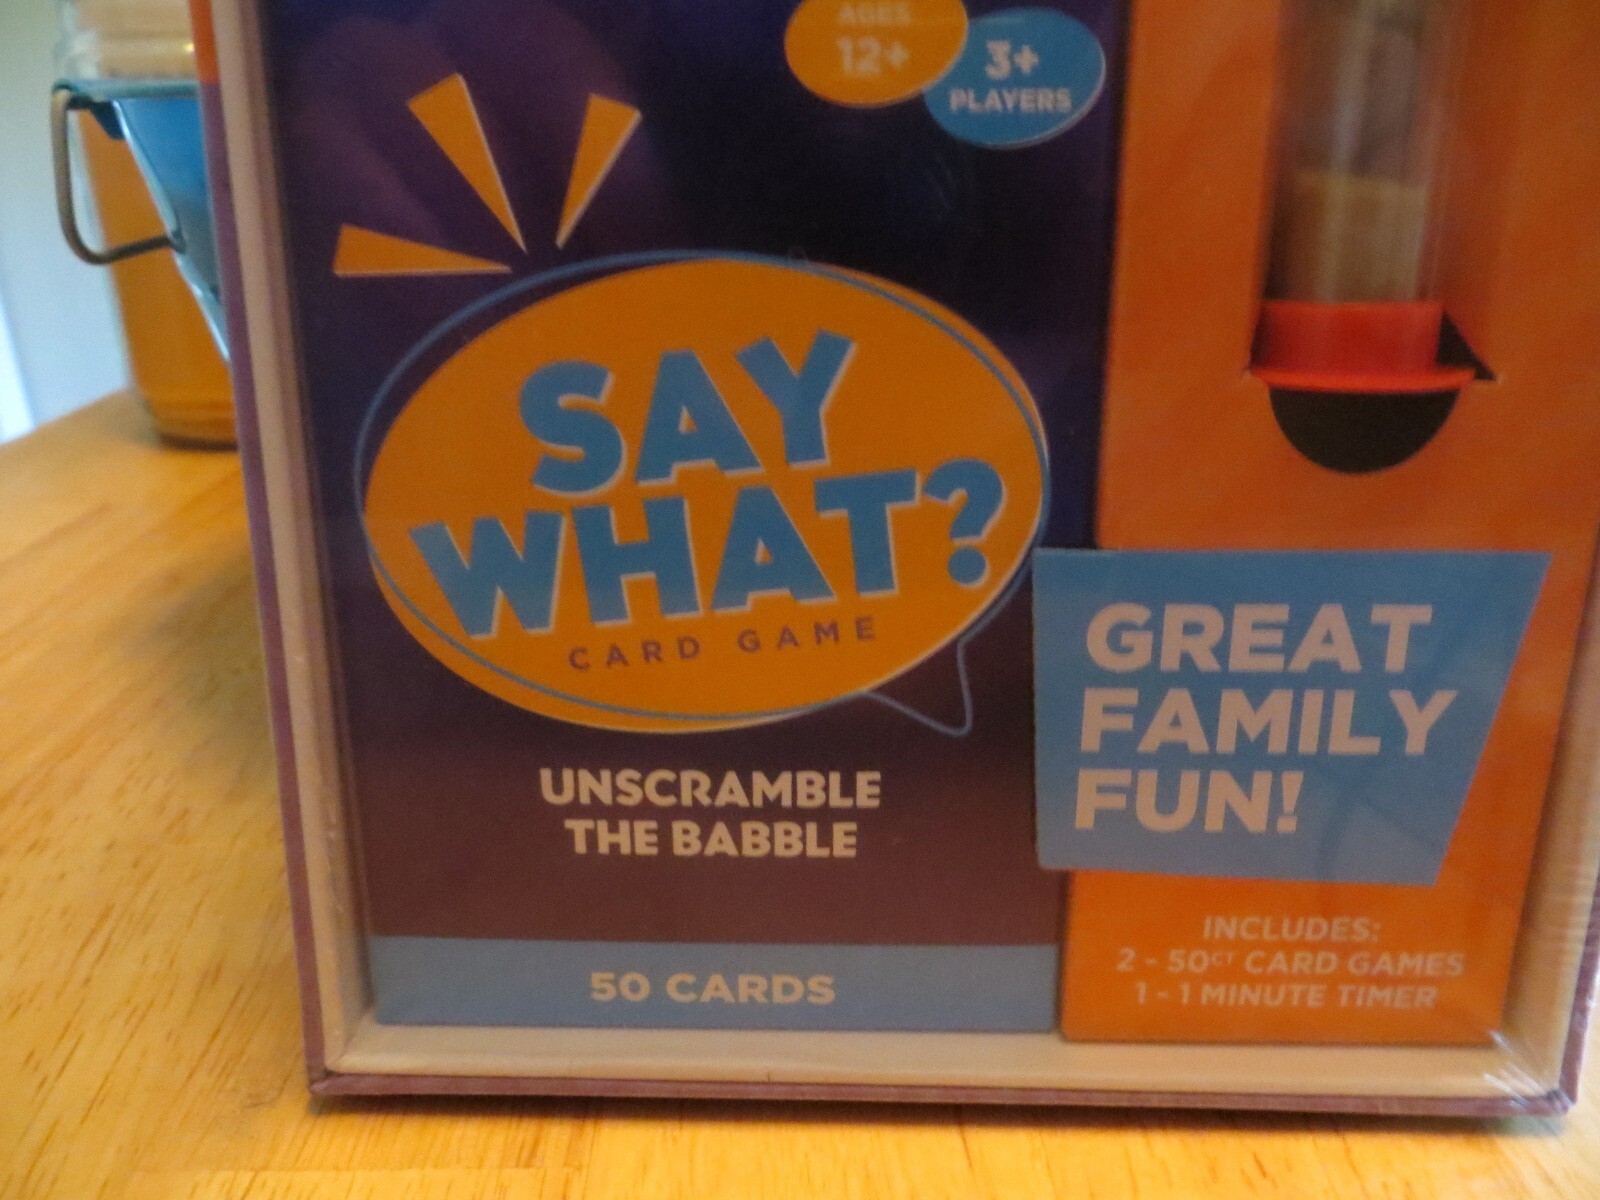 AGES
12+
3+
PLAYERS
SAY
WHAT?
CARD GAME
UNSCRAMBLE
THE BABBLE
50 CARDS
GREAT
FAMILY
FUN!
INCLUDES:
2 - 50CT CARD GAMES
1 - 1 MINUTE TIMER